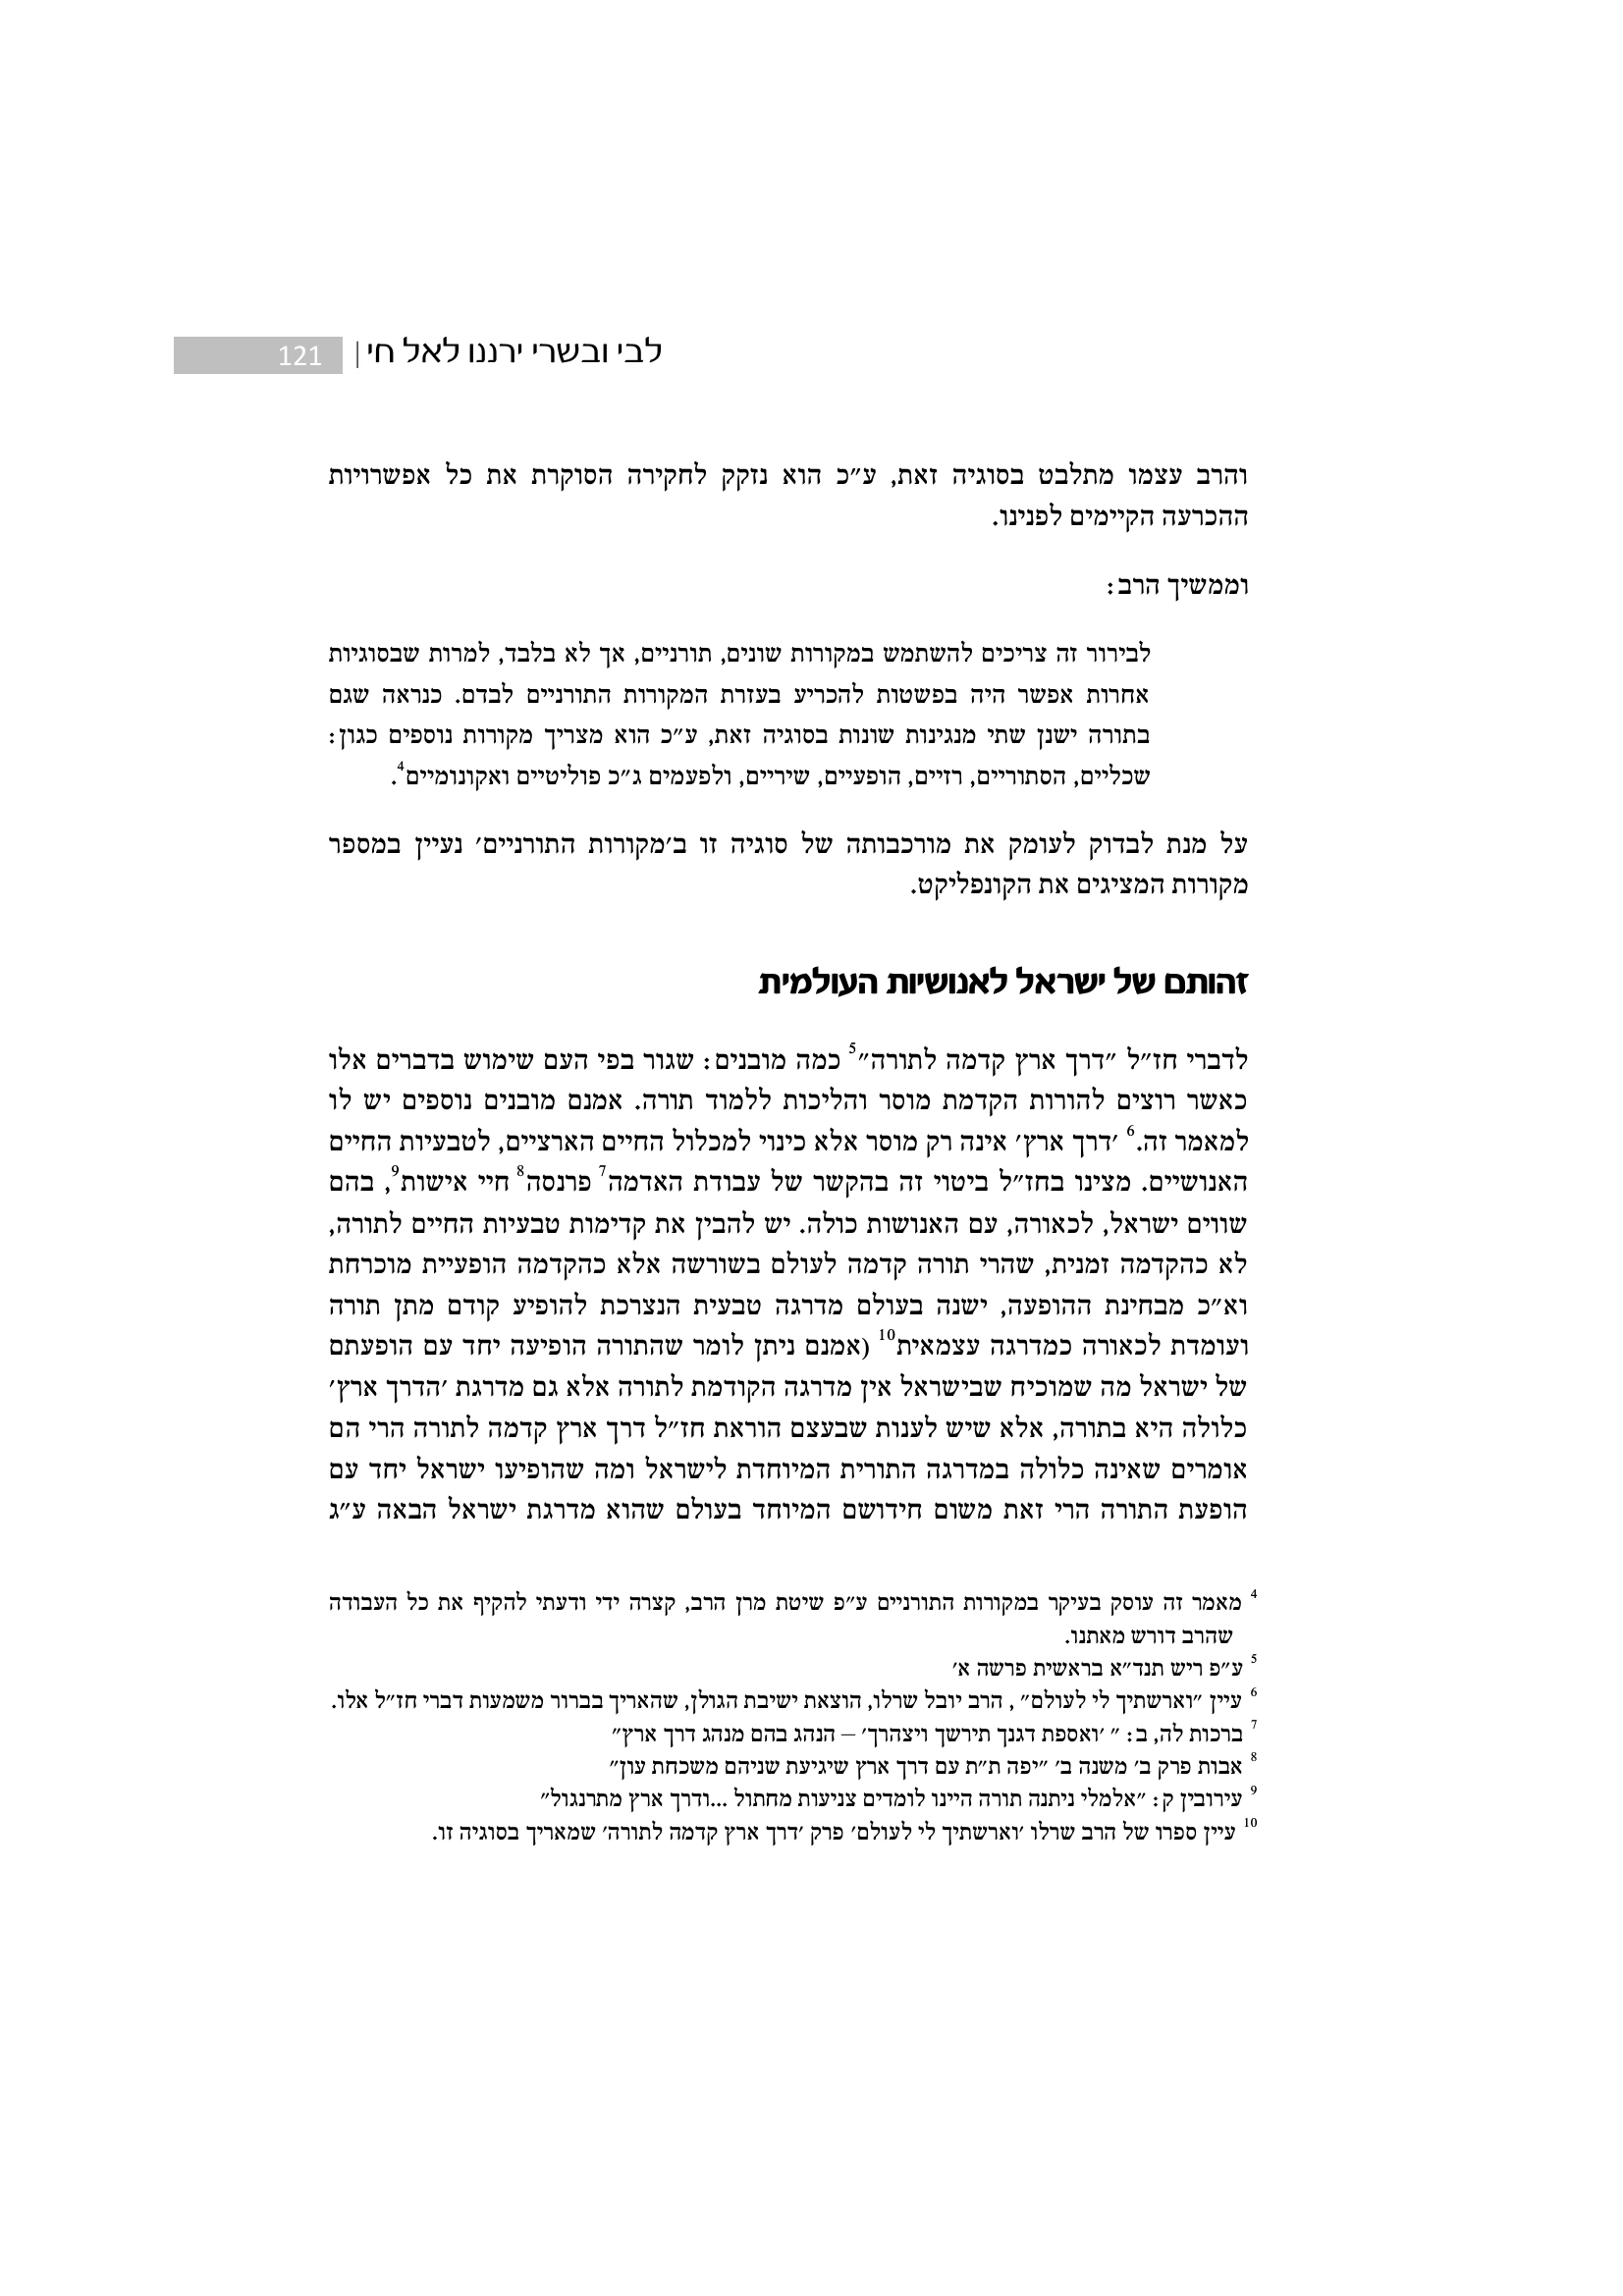 לבי ובשרי ירננו לאל חי | 121
והרב עצמו מתלבט בסוגיה זאת, ע״כ הוא נזקק לחקירה הסוקרת את כל אפשרויות
ההכרעה הקיימים לפנינו.
וממשיך הרב:
לבירור זה צריכים להשתמש במקורות שונים, תורניים, אך לא בלבד, למרות שבסוגיות
אחרות אפשר היה בפשטות להכריע בעזרת המקורות התורניים לבדם. כנראה שגם
בתורה ישנן שתי מנגינות שונות בסוגיה זאת, ע״כ הוא מצריך מקורות נוספים כגון:
שכליים, הסתוריים, רזיים, הופעיים, שיריים, ולפעמים ג״כ פוליטיים ואקונומיים4.
על מנת לבדוק לעומק את מורכבותה של סוגיה זו ב׳מקורות התורניים׳ נעיין במספר
מקורות המציגים את הקונפליקט.
זהותם של ישראל לאנושיות העולמית
לדברי חז״ל ״דרך ארץ קדמה לתורה״5 כמה מובנים: שגור בפי העם שימוש בדברים אלו
כאשר רוצים להורות הקדמת מוסר והליכות ללמוד תורה. אמנם מובנים נוספים יש לו
למאמר זה.6 ׳דרך ארץ׳ אינה רק מוסר אלא כינוי למכלול החיים הארציים, לטבעיות החיים
האנושיים. מצינו בחז״ל ביטוי זה בהקשר של עבודת האדמה7 פרנסה8 חיי אישות9, בהם
שווים ישראל, לכאורה, עם האנושות כולה. יש להבין את קדימות טבעיות החיים לתורה,
לא כהקדמה זמנית, שהרי תורה קדמה לעולם בשורשה אלא כהקדמה הופעיית מוכרחת
וא״כ מבחינת ההופעה, ישנה בעולם מדרגה טבעית הנצרכת להופיע קודם מתן תורה
ועומדת לכאורה כמדרגה עצמאית10 (אמנם ניתן לומר שהתורה הופיעה יחד עם הופעתם
של ישראל מה שמוכיח שבישראל אין מדרגה הקודמת לתורה אלא גם מדרגת ׳הדרך ארץ׳
כלולה היא בתורה, אלא שיש לענות שבעצם הוראת חז״ל דרך ארץ קדמה לתורה הרי הם
אומרים שאינה כלולה במדרגה התורית המיוחדת לישראל ומה שהופיעו ישראל יחד עם
הופעת התורה הרי זאת משום חידושם המיוחד בעולם שהוא מדרגת ישראל הבאה ע״ג
4 מאמר זה עוסק בעיקר במקורות התורניים ע״פ שיטת מרן הרב, קצרה ידי ודעתי להקיף את כל העבודה
שהרב דורש מאתנו.
5 ע״פ ריש תנד״א בראשית פרשה א׳
6 עיין ״וארשתיך לי לעולם״, הרב יובל שרלו, הוצאת ישיבת הגולן, שהאריך בברור משמעות דברי חז״ל אלו.
7 ברכות לה, ב: ״ ׳ואספת דגנך תירשך ויצהרך׳ – הנהג בהם מנהג דרך ארץ״
8 אבות פרק ב׳ משנה ב׳ ״יפה ת״ת עם דרך ארץ שיגיעת שניהם משכחת עון״
9 עירובין ק: ״אלמלי ניתנה תורה היינו לומדים צניעות מחתול ...ודרך ארץ מתרנגול״
10 עיין ספרו של הרב שרלו ׳וארשתיך לי לעולם׳ פרק ׳דרך ארץ קדמה לתורה׳ שמאריך בסוגיה זו.